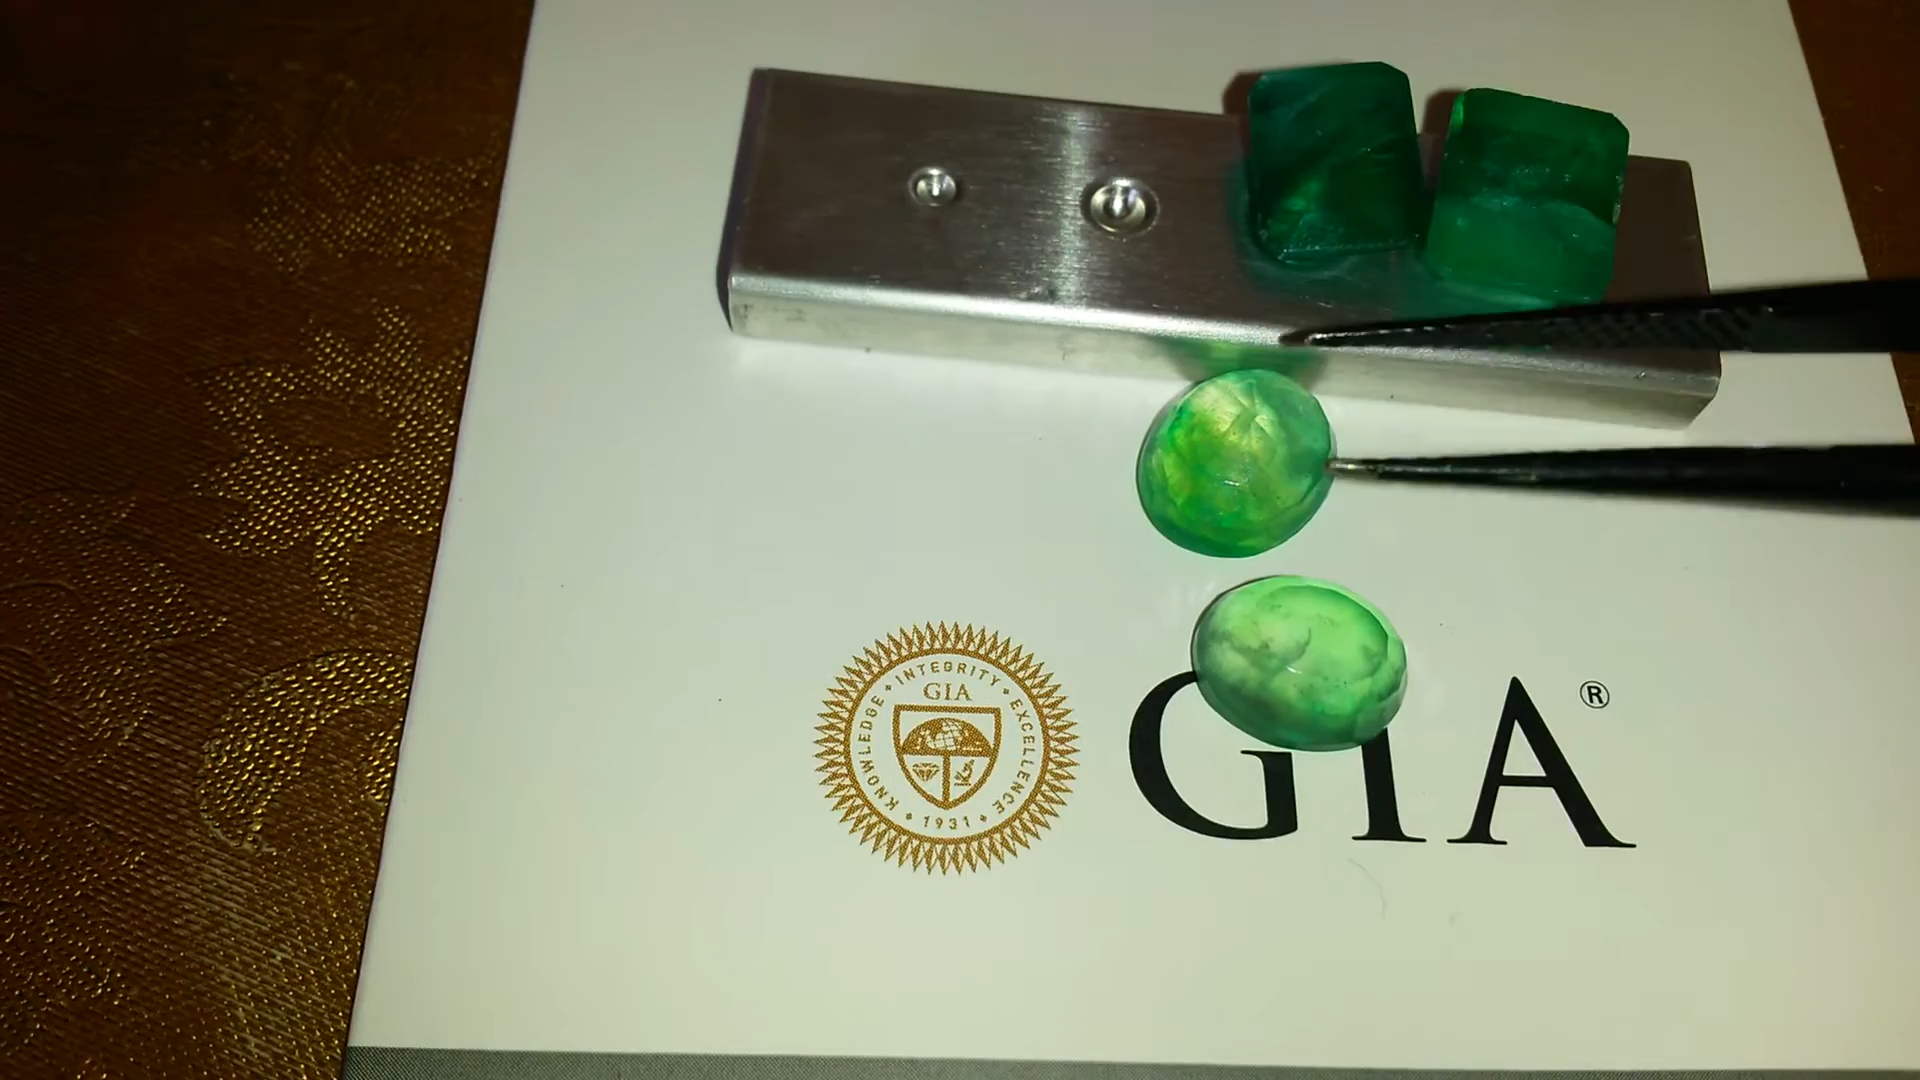 KNOWLEDGE • INTEGRITY • EXCELLENCE
GIA
• 1931 •
GIA®